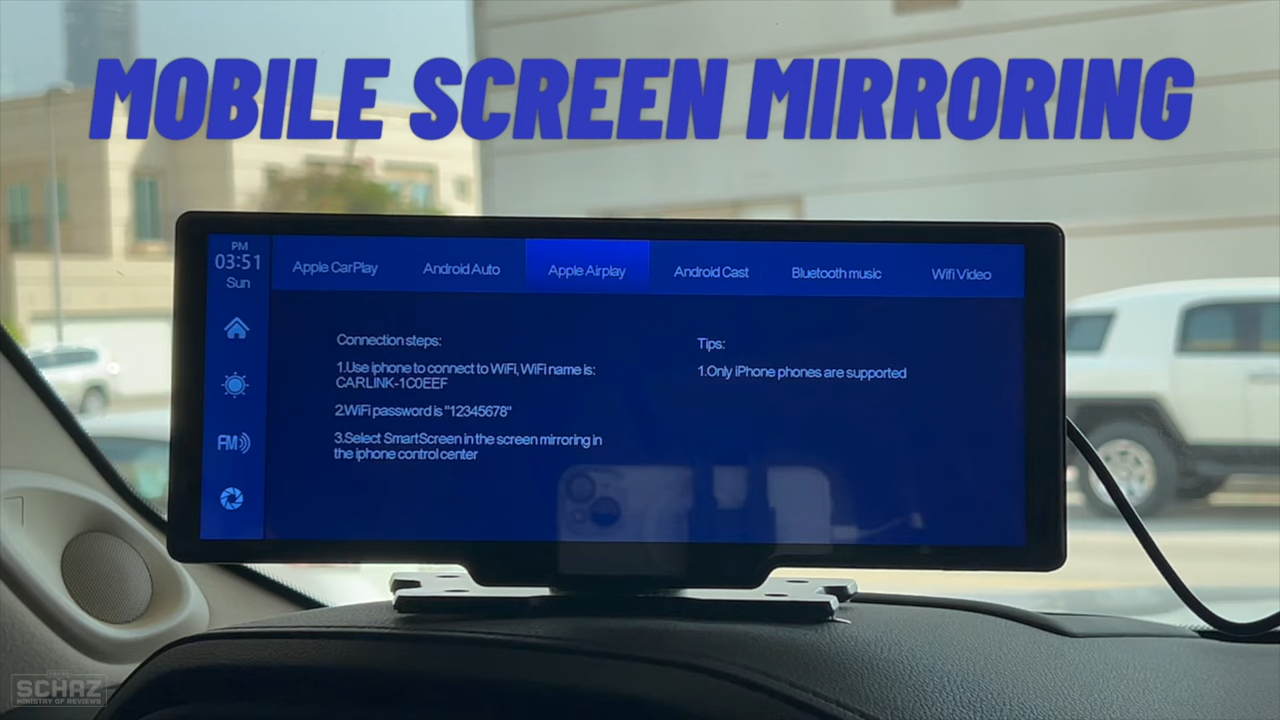 MOBILE SCREEN MIRRORING
PM
03:51
Sun
Apple CarPlay
Android Auto
Apple Airplay
Android Cast
Bluetooth music
Wifi Video
FM
Connection steps:
1.Use iphone to connect to WiFi, WiFi name is:
CARLINK-1C0EEF
2.WiFi password is "12345678"
3.Select SmartScreen in the screen mirroring in
the iphone control center
Tips:
1.Only iPhone phones are supported
SCHAZ
MINISTRY OF REVIEWS